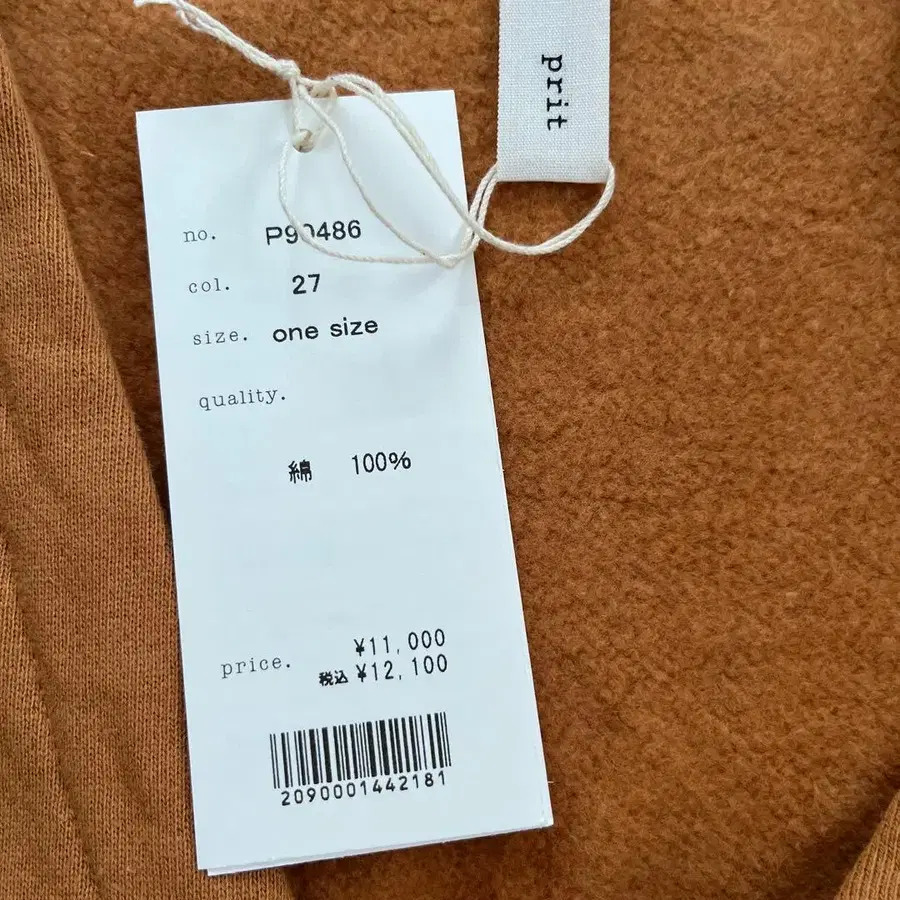 prit
no. P90486
col. 27
size. one size
quality.
綿 100%
price. ¥11,000
税込 ¥12,100
2090001442181